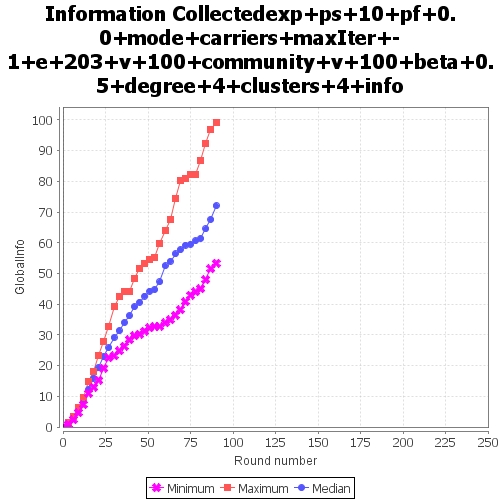 Information Collectedexp+ps+10+pf+0.
0+mode+carriers+maxIter+-
1+e+203+v+100+community+v+100+beta+0.
5+degree+4+clusters+4+info
GlobalInfo
100
90
80
70
60
50
40
30
20
10
0
0 25 50 75 100 125 150 175 200 225 250
Round number
Minimum Maximum Median